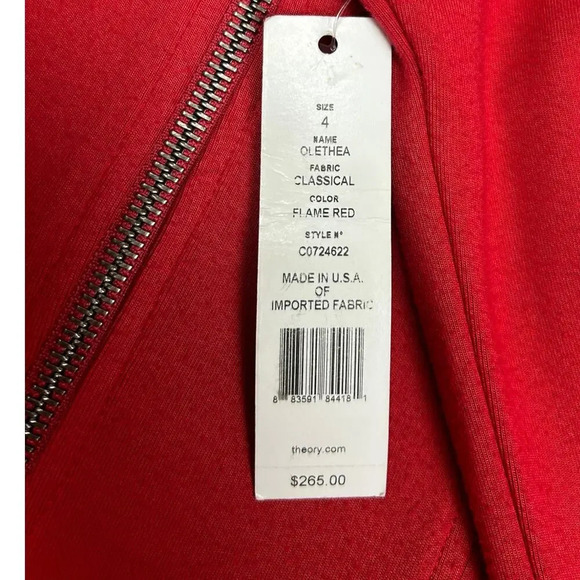 SIZE
4
NAME
OLETHEA
FABRIC
CLASSICAL
COLOR
FLAME RED
STYLE Nº
C0724622
MADE IN U.S.A.
OF
IMPORTED FABRIC
8 83591 84418 1
theory.com
$265.00